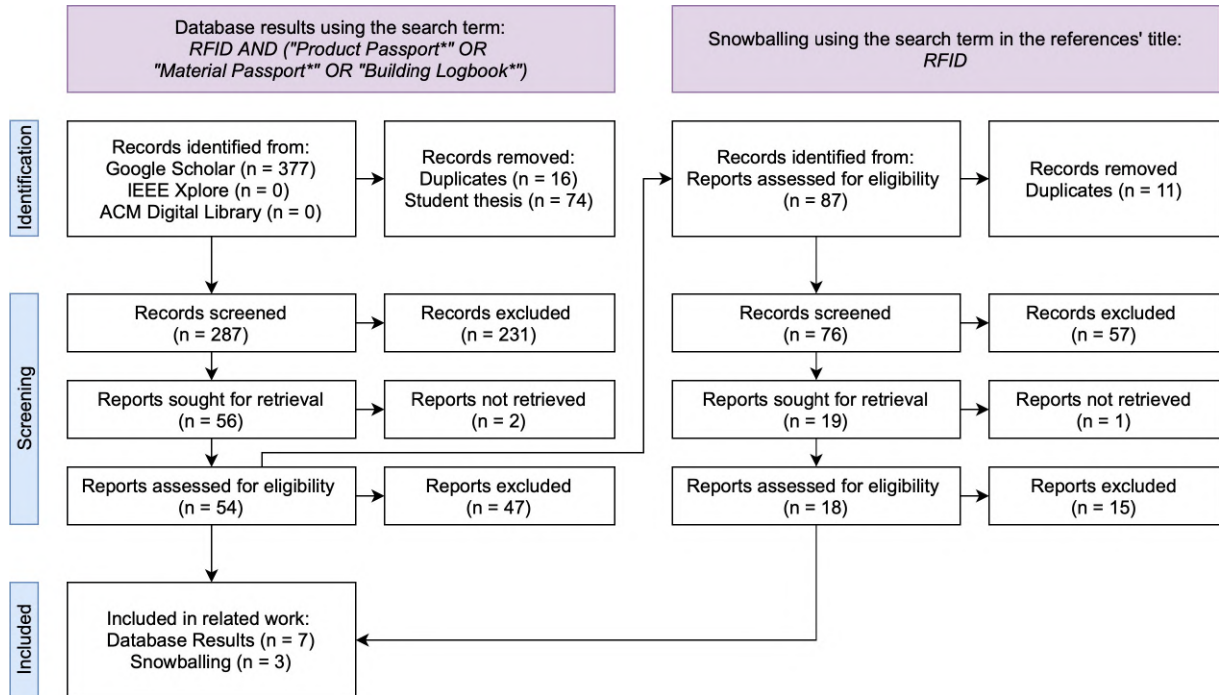 Database results using the search term:
RFID AND ("Product Passport*" OR
"Material Passport*" OR "Building Logbook*")
Snowballing using the search term in the references' title:
RFID
Identification
Records identified from:
Google Scholar (n = 377)
IEEE Xplore (n = 0)
ACM Digital Library (n = 0)
Records removed:
Duplicates (n = 16)
Student thesis (n = 74)
Records identified from:
Reports assessed for eligibility
(n = 87)
Records removed
Duplicates (n = 11)
Screening
Records screened
(n = 287)
Records excluded
(n = 231)
Records screened
(n = 76)
Records excluded
(n = 57)
Reports sought for retrieval
(n = 56)
Reports not retrieved
(n = 2)
Reports sought for retrieval
(n = 19)
Reports not retrieved
(n = 1)
Reports assessed for eligibility
(n = 54)
Reports excluded
(n = 47)
Reports assessed for eligibility
(n = 18)
Reports excluded
(n = 15)
Included
Included in related work:
Database Results (n = 7)
Snowballing (n = 3)